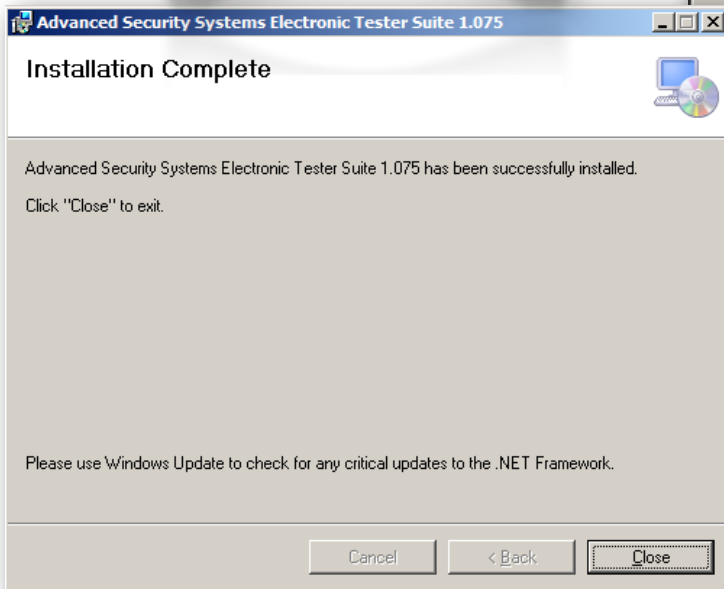 Advanced Security Systems Electronic Tester Suite 1.075
Installation Complete
Advanced Security Systems Electronic Tester Suite 1.075 has been successfully installed.
Click "Close" to exit.
Please use Windows Update to check for any critical updates to the .NET Framework.
Cancel < Back Close